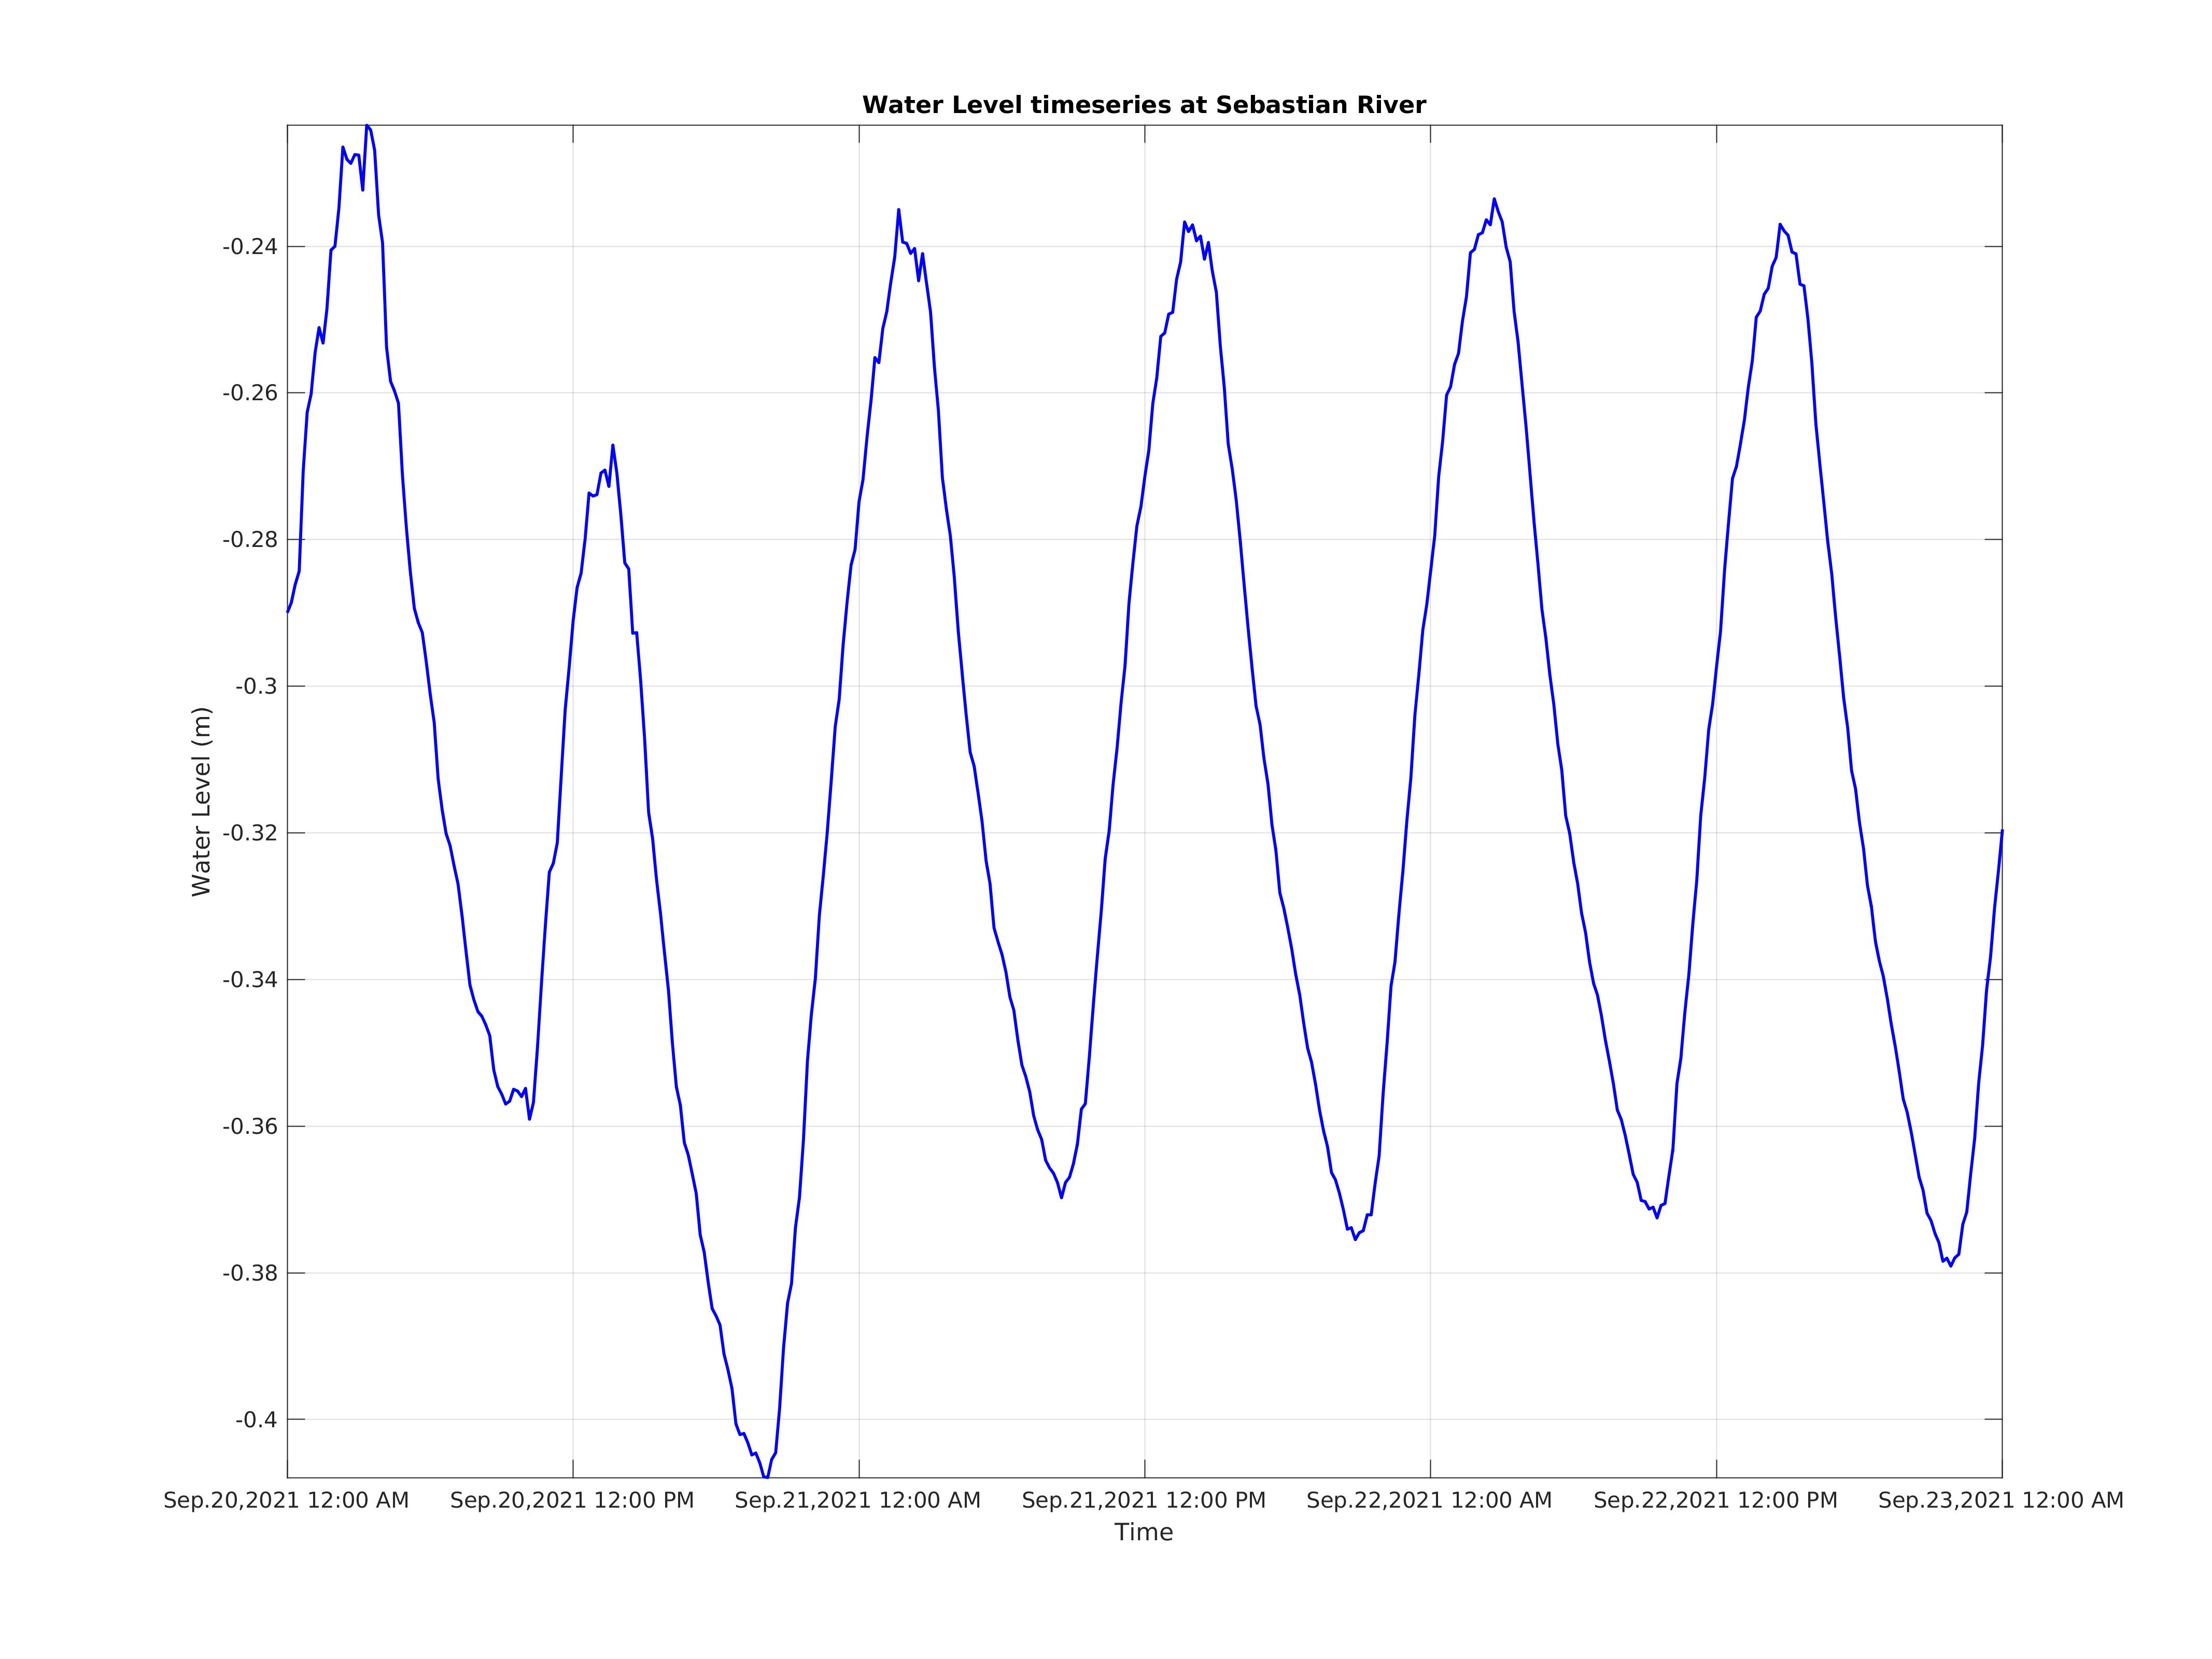 Water Level timeseries at Sebastian River
-0.24
-0.26
-0.28
-0.3
-0.32
-0.34
-0.36
-0.38
-0.4
Water Level (m)
Sep.20,2021 12:00 AM Sep.20,2021 12:00 PM Sep.21,2021 12:00 AM Sep.21,2021 12:00 PM Sep.22,2021 12:00 AM Sep.22,2021 12:00 PM Sep.23,2021 12:00 AM
Time